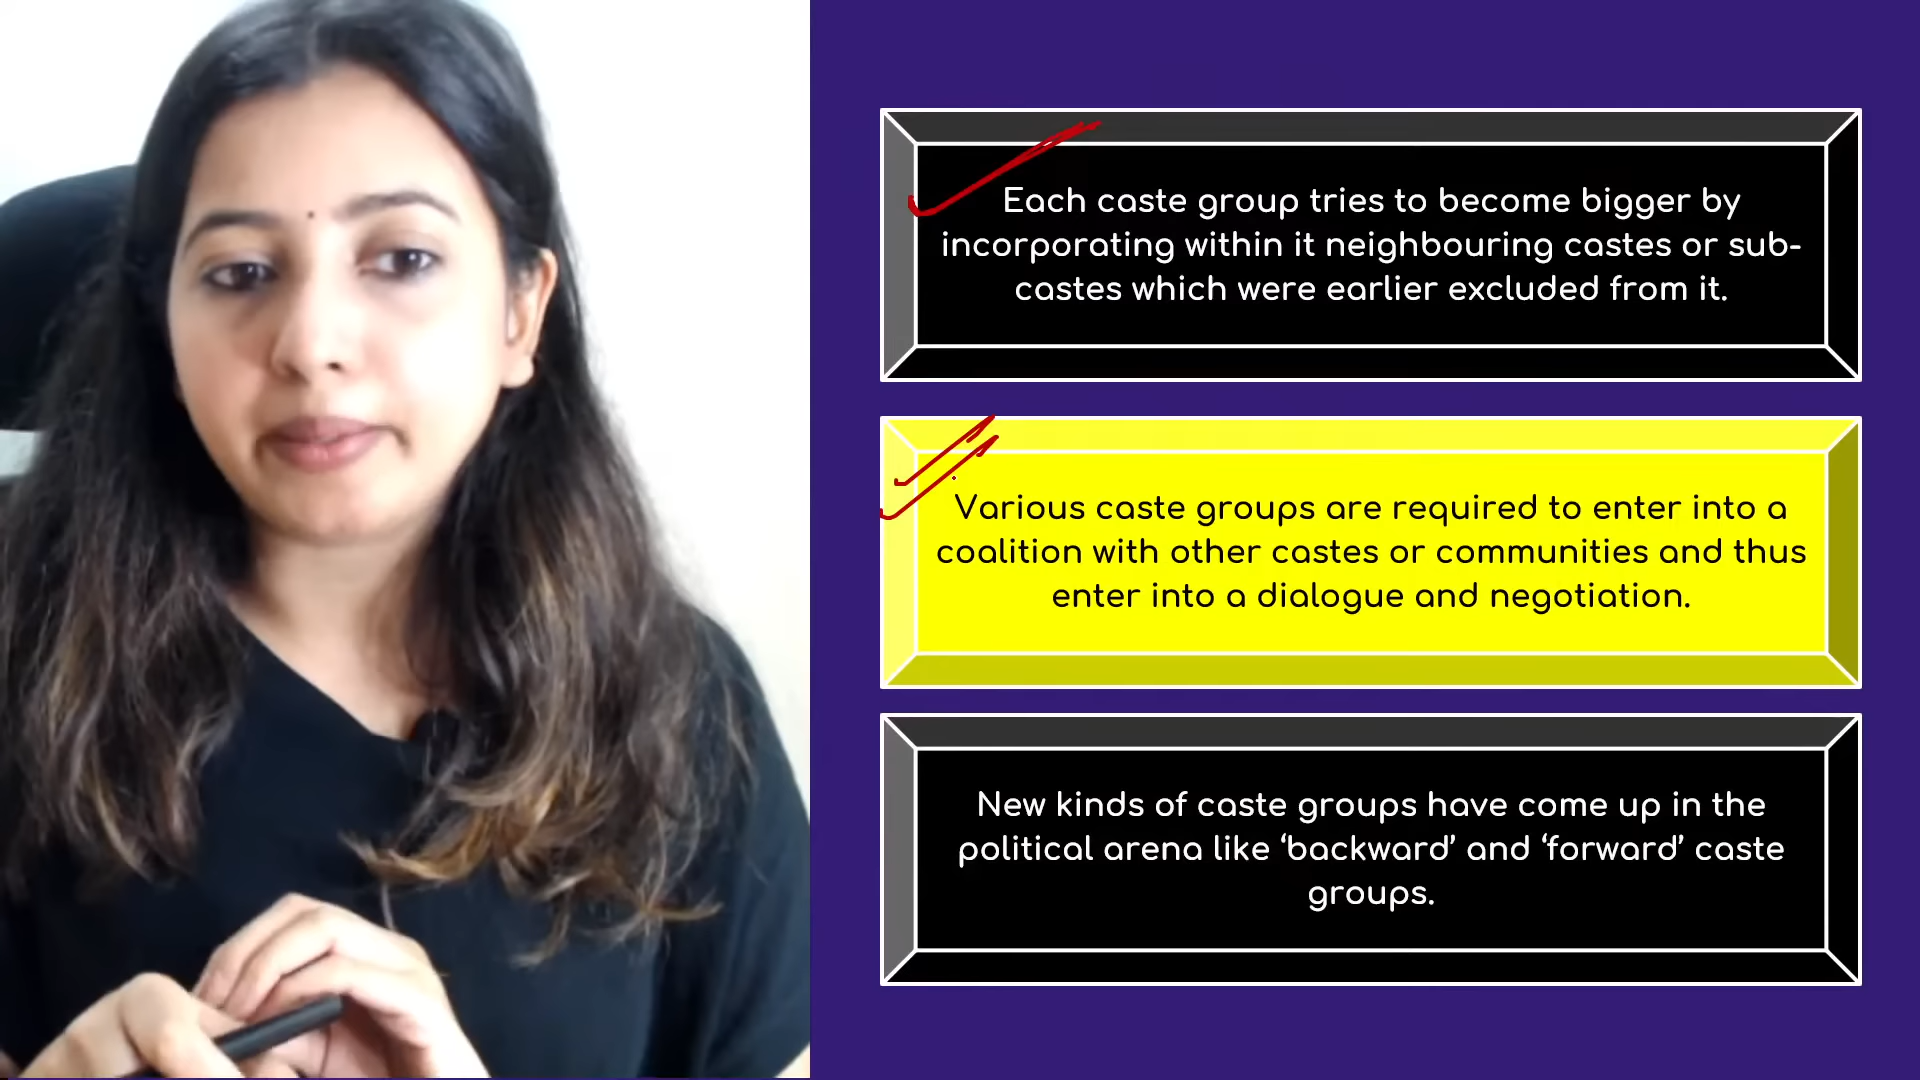 Each caste group tries to become bigger by
incorporating within it neighbouring castes or sub-
castes which were earlier excluded from it.
Various caste groups are required to enter into a
coalition with other castes or communities and thus
enter into a dialogue and negotiation.
New kinds of caste groups have come up in the
political arena like ‘backward’ and ‘forward’ caste
groups.